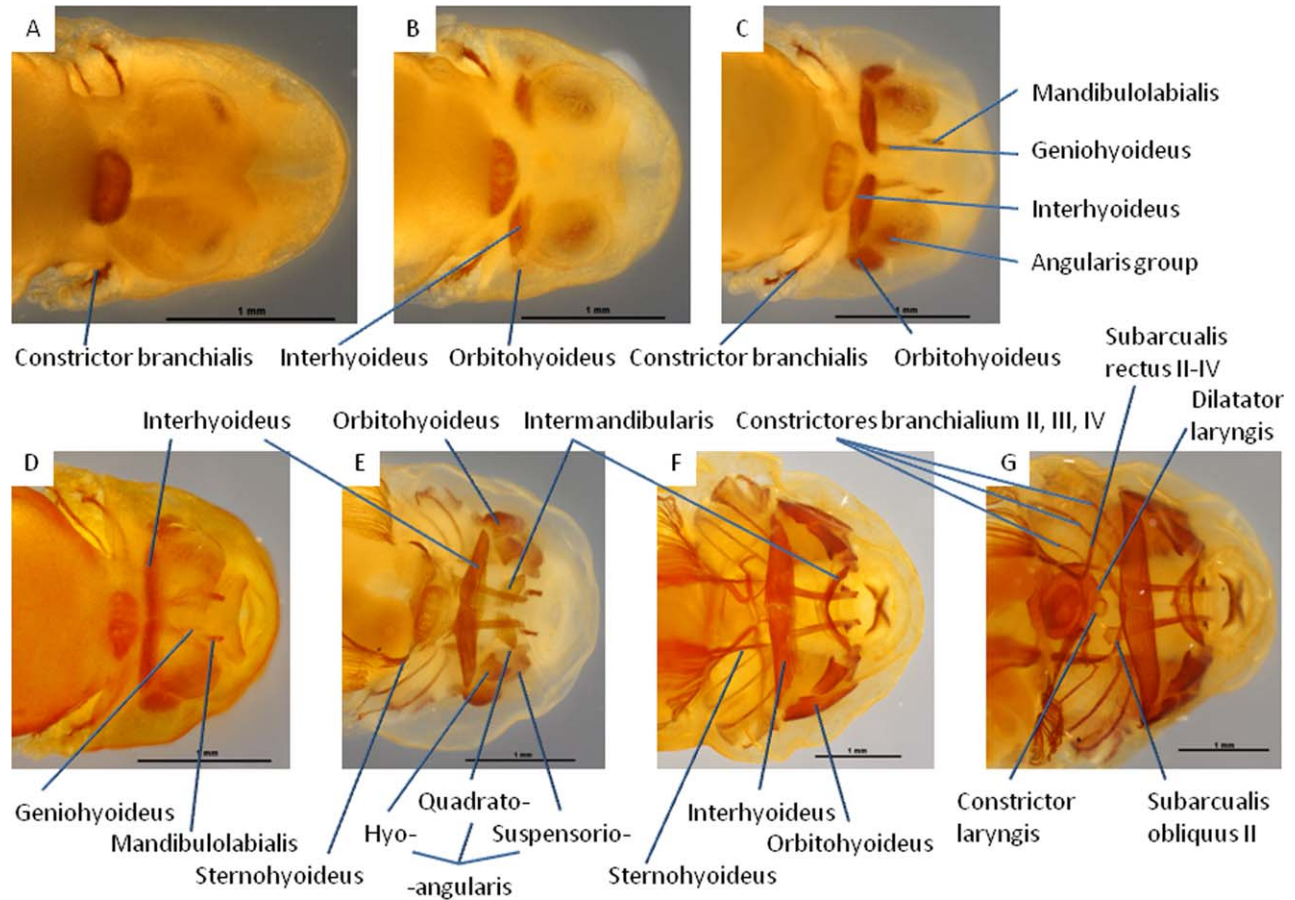 A
B
C
Mandibulolabialis
Geniohyoideus
Interhyoideus
Angularis group
1 mm
1 mm
1 mm
Constrictor branchialis
Interhyoideus
Orbitohyoideus
Constrictor branchialis
Orbitohyoideus
Subarcualis
rectus II-IV
Dilatator
laryngis
Interhyoideus
Orbitohyoideus
Intermandibularis
Constrictores branchialium II, III, IV
D
E
F
G
1 mm
1 mm
1 mm
1 mm
Geniohyoideus
Mandibulolabialis
Sternohyoideus
Hyo-
Quadrato-
Suspensorio-
-angularis
Interhyoideus
Orbitohyoideus
Sternohyoideus
Constrictor
laryngis
Subarcualis
obliquus II